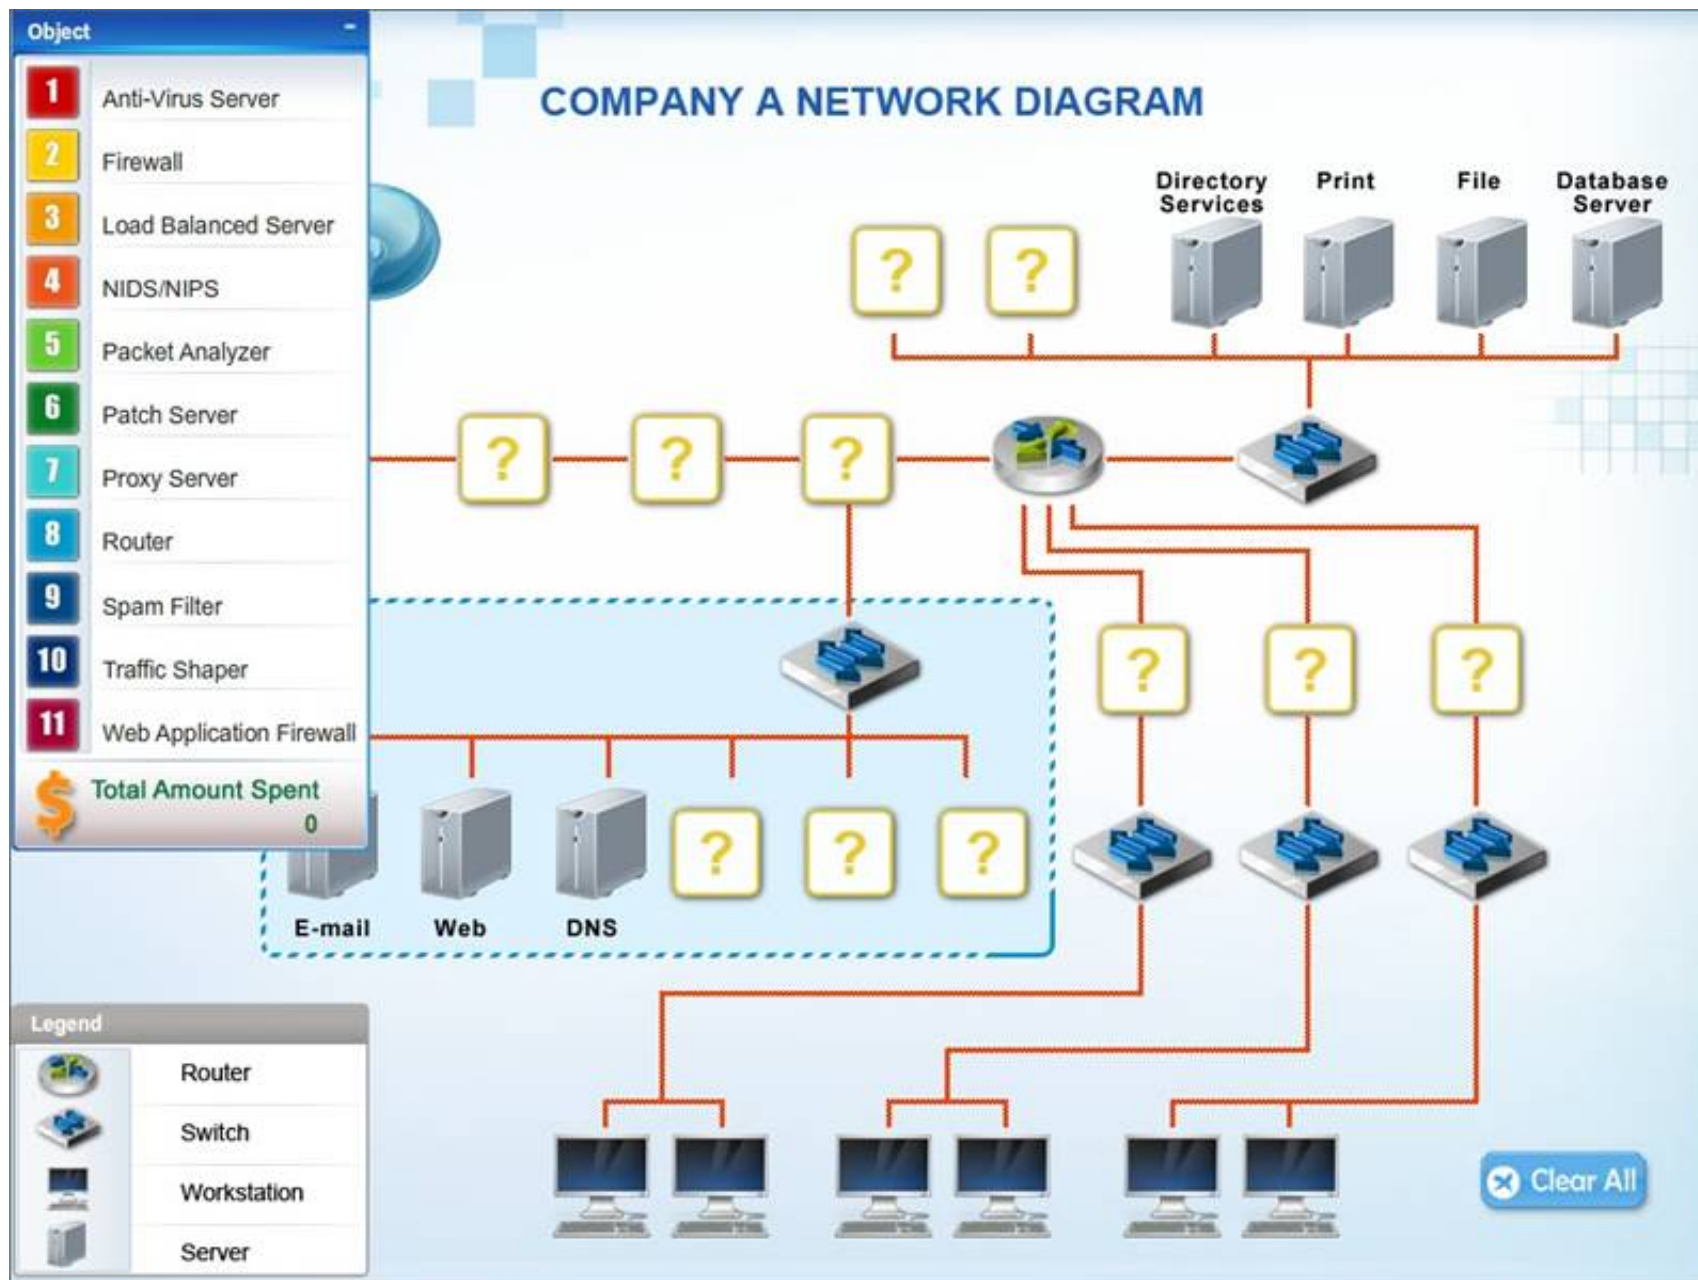 Object
1 Anti-Virus Server
2 Firewall
3 Load Balanced Server
4 NIDS/NIPS
5 Packet Analyzer
6 Patch Server
7 Proxy Server
8 Router
9 Spam Filter
10 Traffic Shaper
11 Web Application Firewall
$ Total Amount Spent
0
COMPANY A NETWORK DIAGRAM
Directory
Services
Print
File
Database
Server
? ?
? ? ?
? ? ?
? ? ?
E-mail
Web
DNS
Legend
Router
Switch
Workstation
Server
Clear All